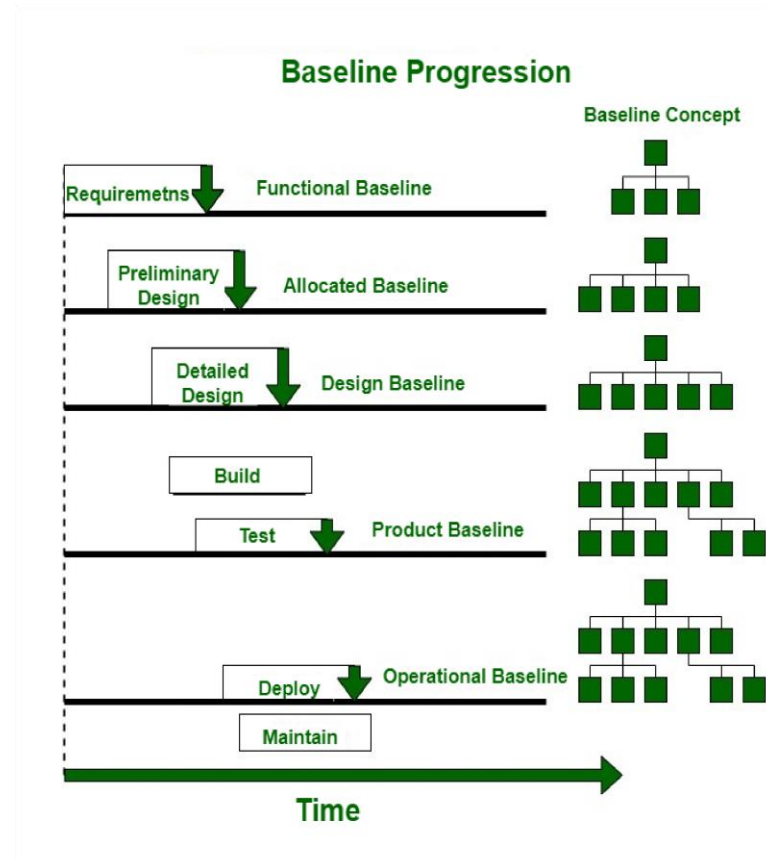 Baseline Progression
Baseline Concept
Requiremetns
Functional Baseline
Preliminary
Design
Allocated Baseline
Detailed
Design
Design Baseline
Build
Test
Product Baseline
Deploy
Operational Baseline
Maintain
Time